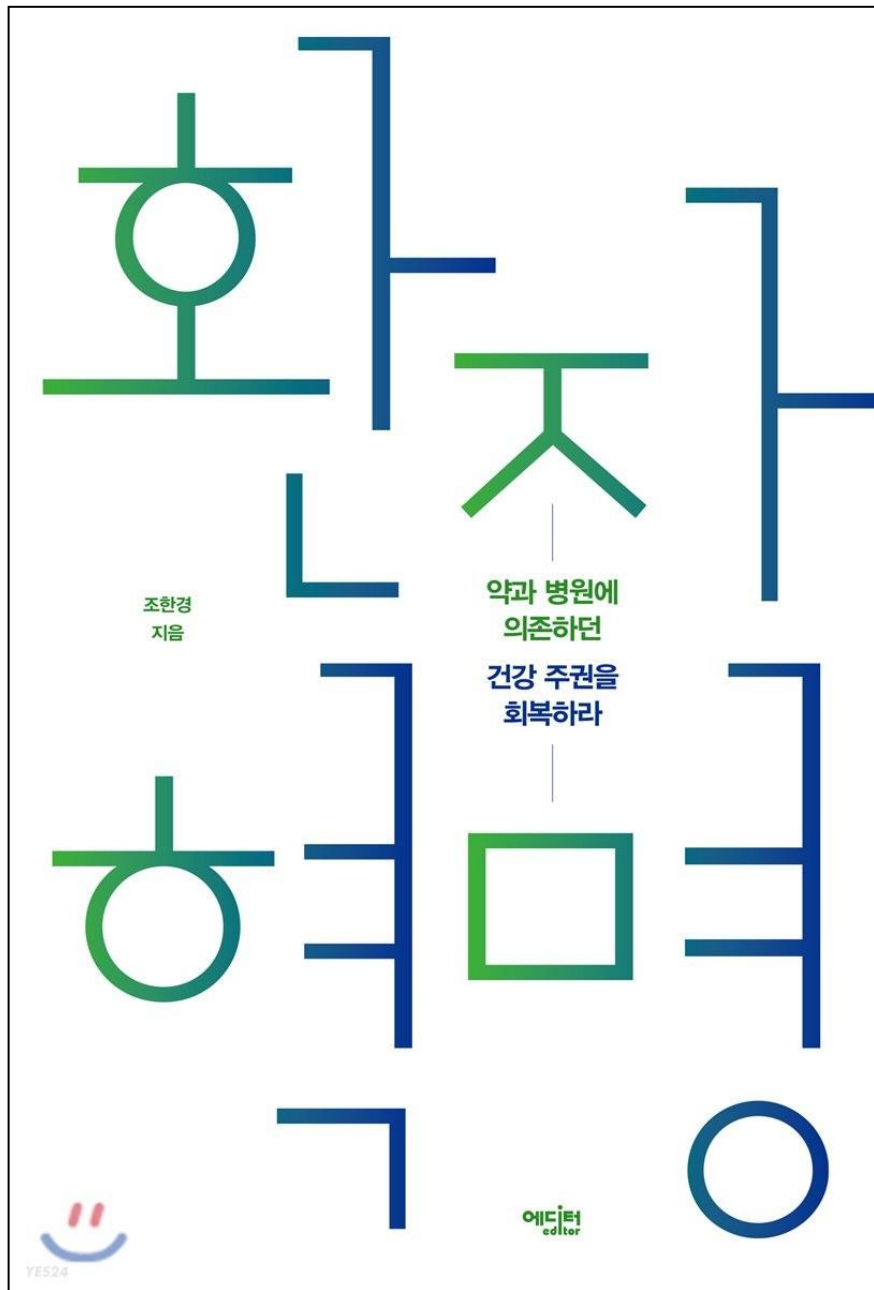 환자
혁명
조한경
지음
약과 병원에
의존하던
건강 주권을
회복하라
에디터
editor
YES24